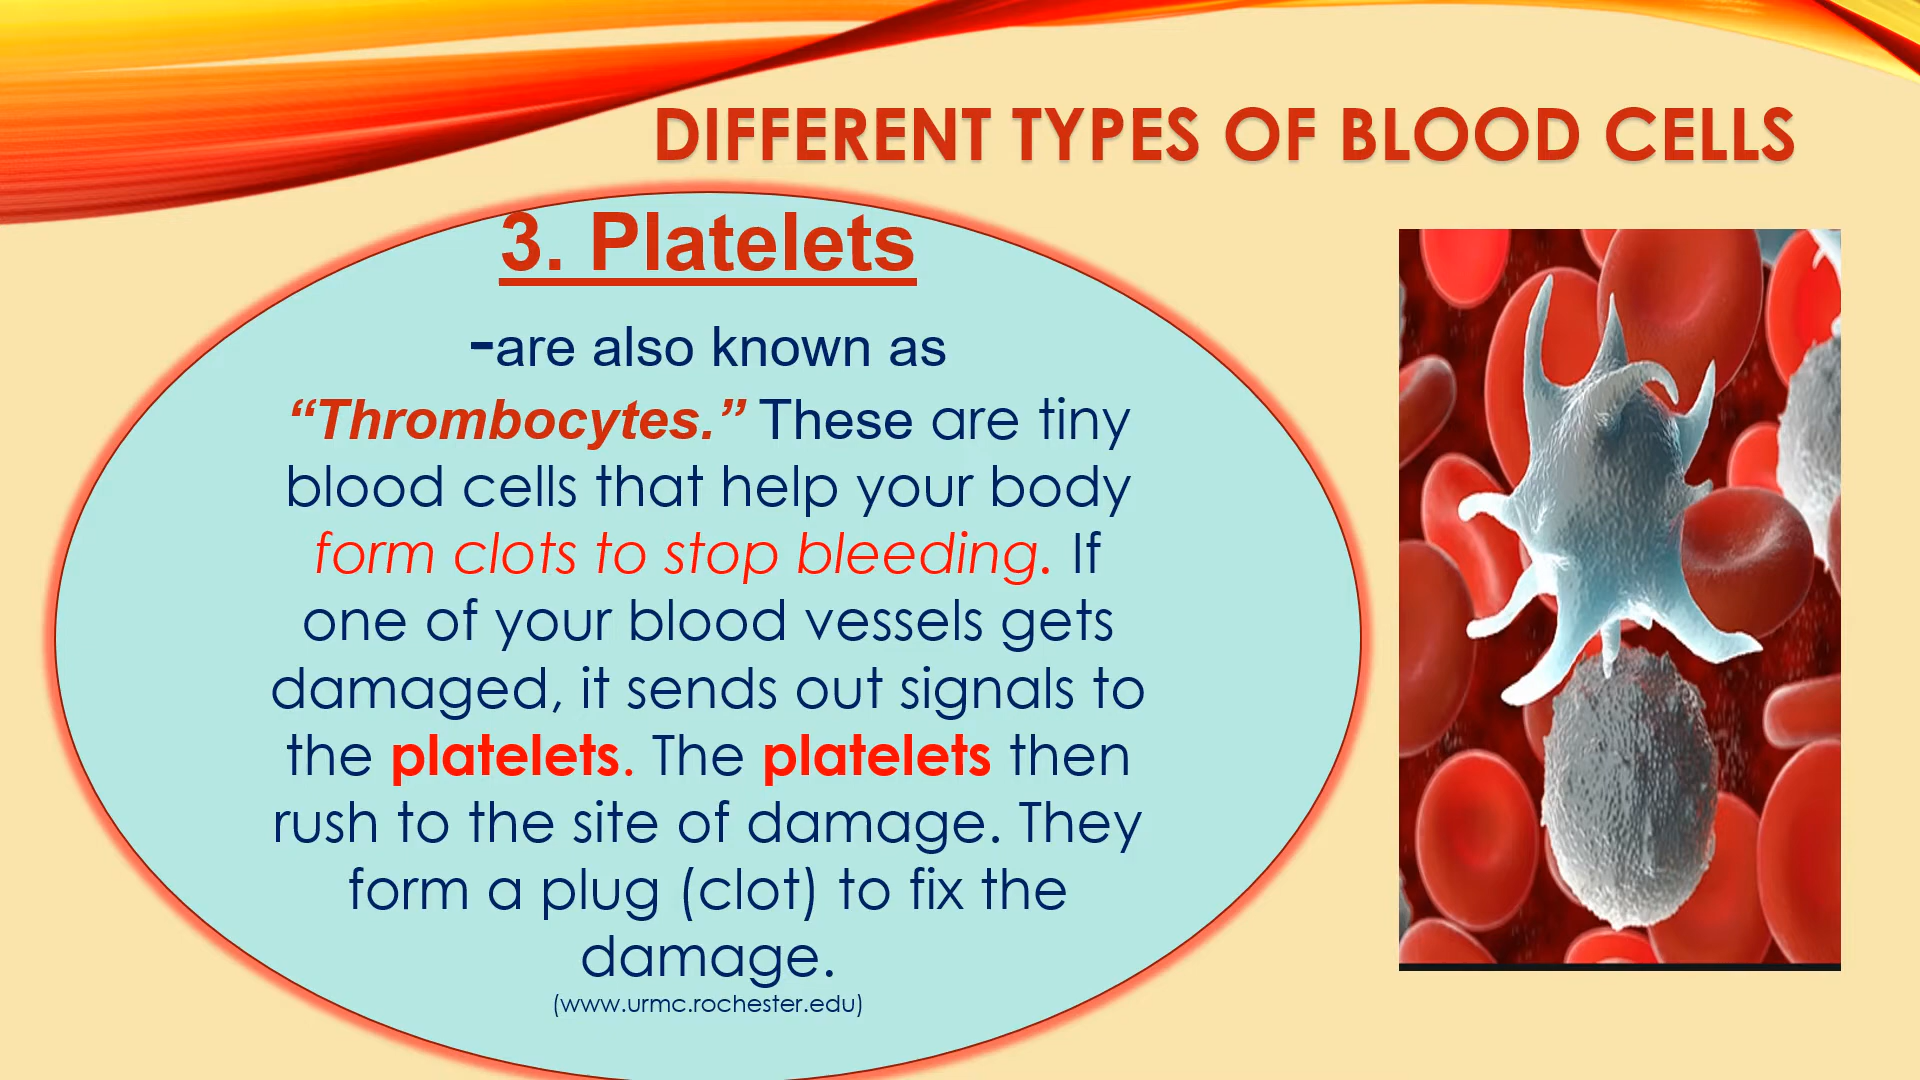 DIFFERENT TYPES OF BLOOD CELLS
3. Platelets
-are also known as
“Thrombocytes.” These are tiny
blood cells that help your body
form clots to stop bleeding. If
one of your blood vessels gets
damaged, it sends out signals to
the platelets. The platelets then
rush to the site of damage. They
form a plug (clot) to fix the
damage.
(www.urmc.rochester.edu)